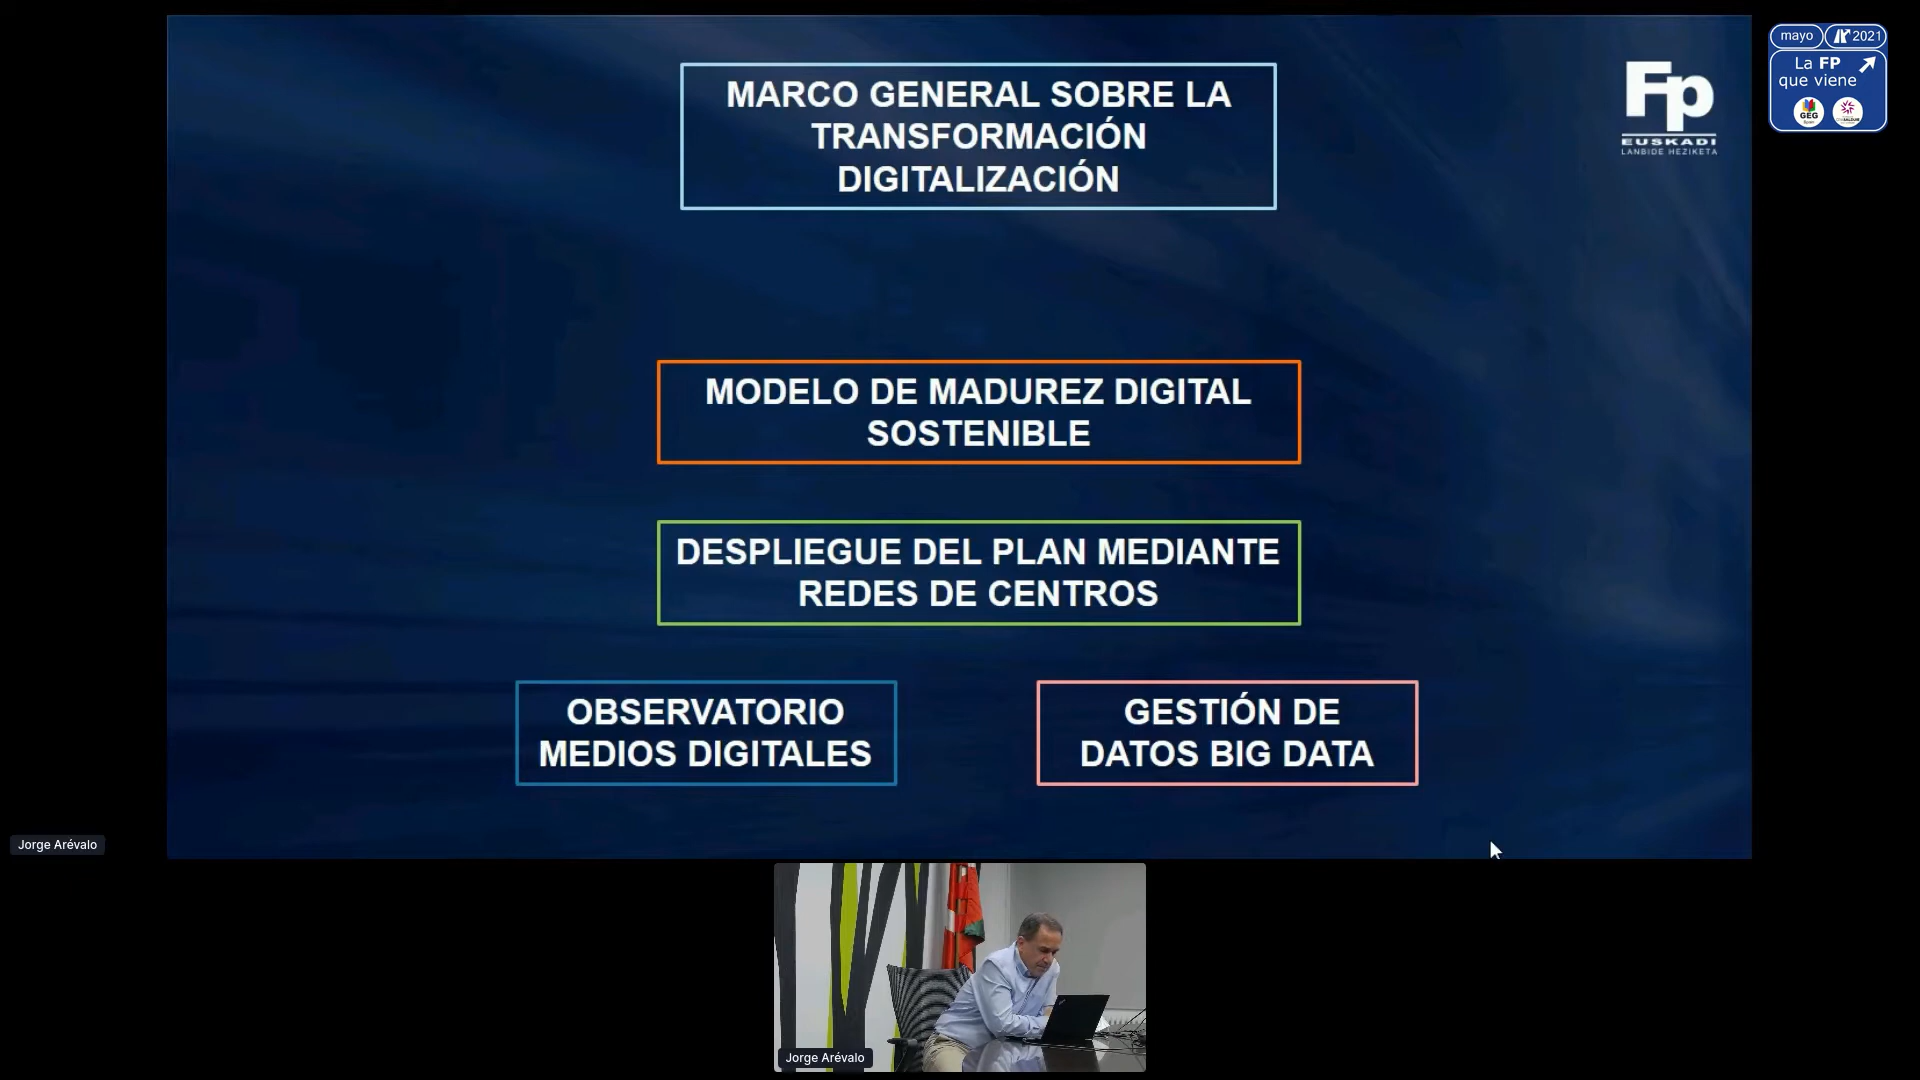 MARCO GENERAL SOBRE LA
TRANSFORMACIÓN
DIGITALIZACIÓN
Fp
EUSKADI
LANBIDE HEZIKETA
mayo
2021
La FP
que viene
GEG
MODELO DE MADUREZ DIGITAL
SOSTENIBLE
DESPLIEGUE DEL PLAN MEDIANTE
REDES DE CENTROS
OBSERVATORIO
MEDIOS DIGITALES
GESTIÓN DE
DATOS BIG DATA
Jorge Arévalo
Jorge Arévalo